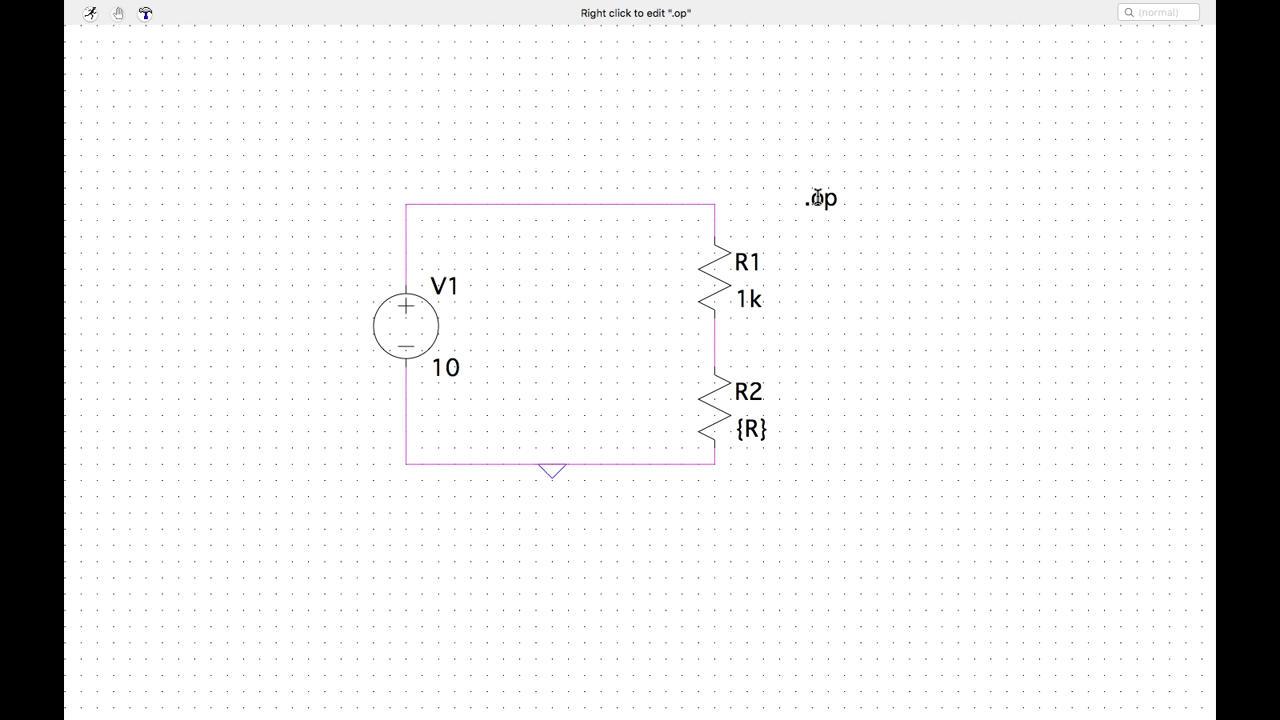 Right click to edit ".op"
(normal)
.op
R1
1k
V1
10
R2
{R}